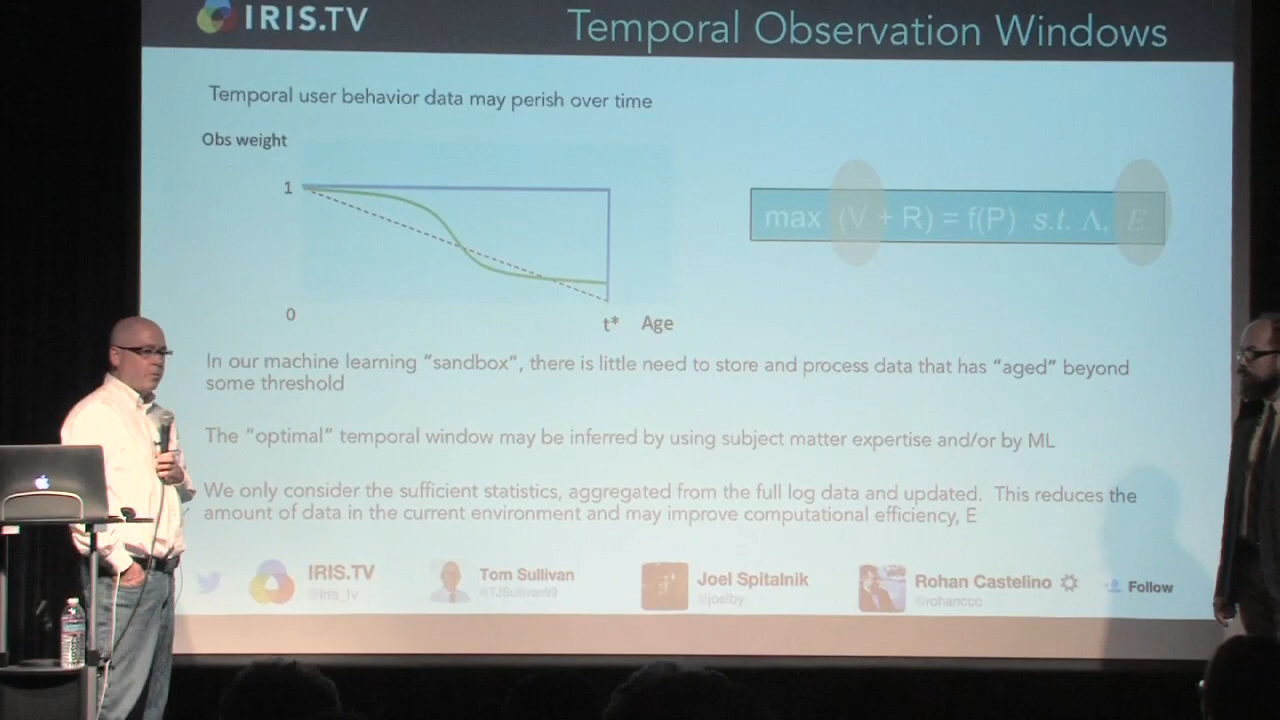 IRIS.TV
Temporal Observation Windows
Temporal user behavior data may perish over time
Obs weight
1
max (V + R) = f(P) s.t. Λ, E
0
t* Age
In our machine learning “sandbox”, there is little need to store and process data that has “aged” beyond
some threshold
The “optimal” temporal window may be inferred by using subject matter expertise and/or by ML
We only consider the sufficient statistics, aggregated from the full log data and updated. This reduces the
amount of data in the current environment and may improve computational efficiency, E
IRIS.TV
@iris_tv
Tom Sullivan
@TJSullivan99
Joel Spitalnik
@joelby
Rohan Castelino
@rohanccc
Follow